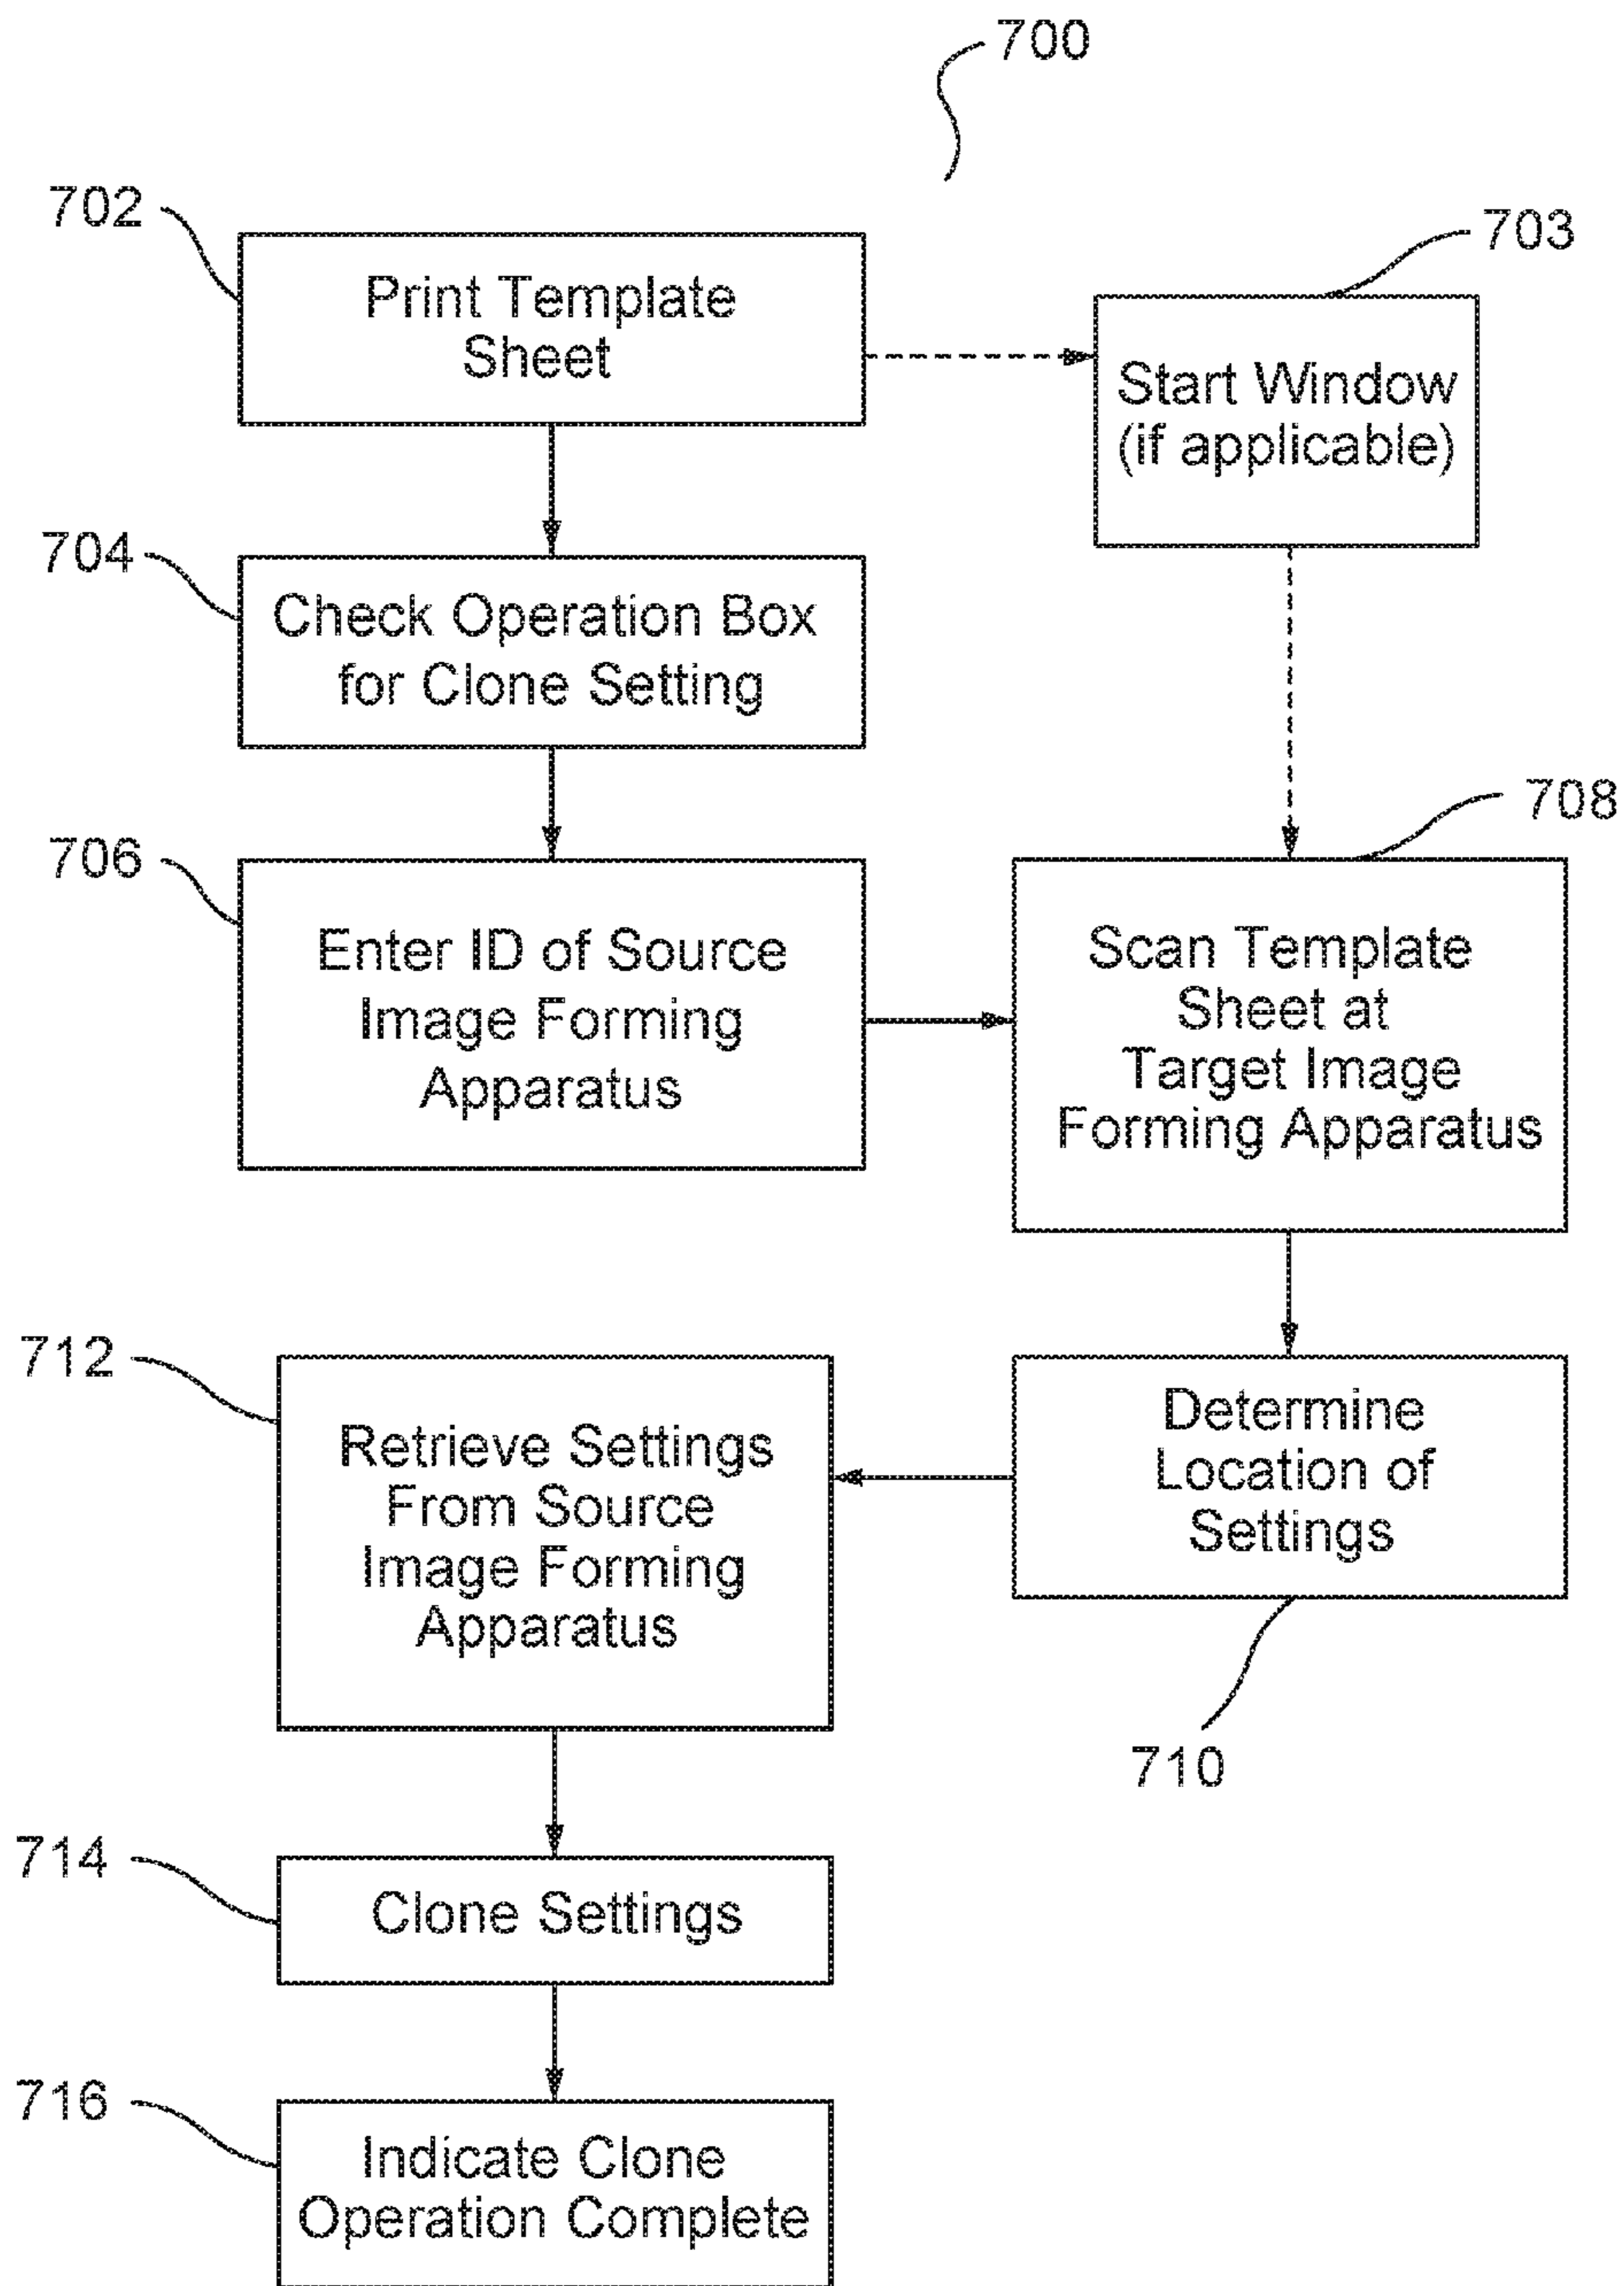 700
702
Print Template
Sheet
703
Start Window
(if applicable)
704
Check Operation Box
for Clone Setting
706
Enter ID of Source
Image Forming
Apparatus
708
Scan Template
Sheet at
Target Image
Forming Apparatus
710
Determine
Location of
Settings
712
Retrieve Settings
From Source
Image Forming
Apparatus
714
Clone Settings
716
Indicate Clone
Operation Complete